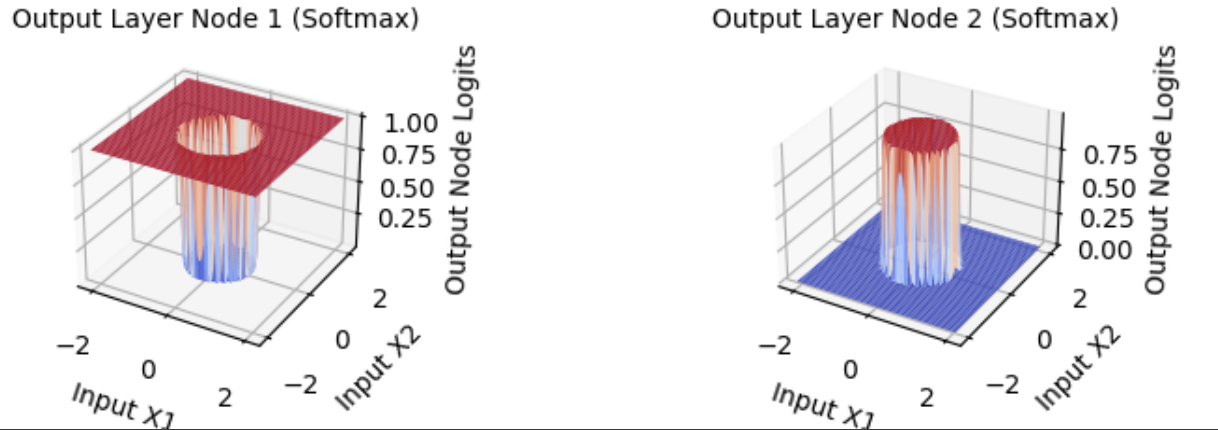 Output Layer Node 1 (Softmax)
1.00
0.75
0.50
0.25
Output Node Logits
−2
0
2
Input X1
−2
0
2
Input X2
Output Layer Node 2 (Softmax)
0.75
0.50
0.25
0.00
Output Node Logits
−2
0
2
Input X1
−2
0
2
Input X2